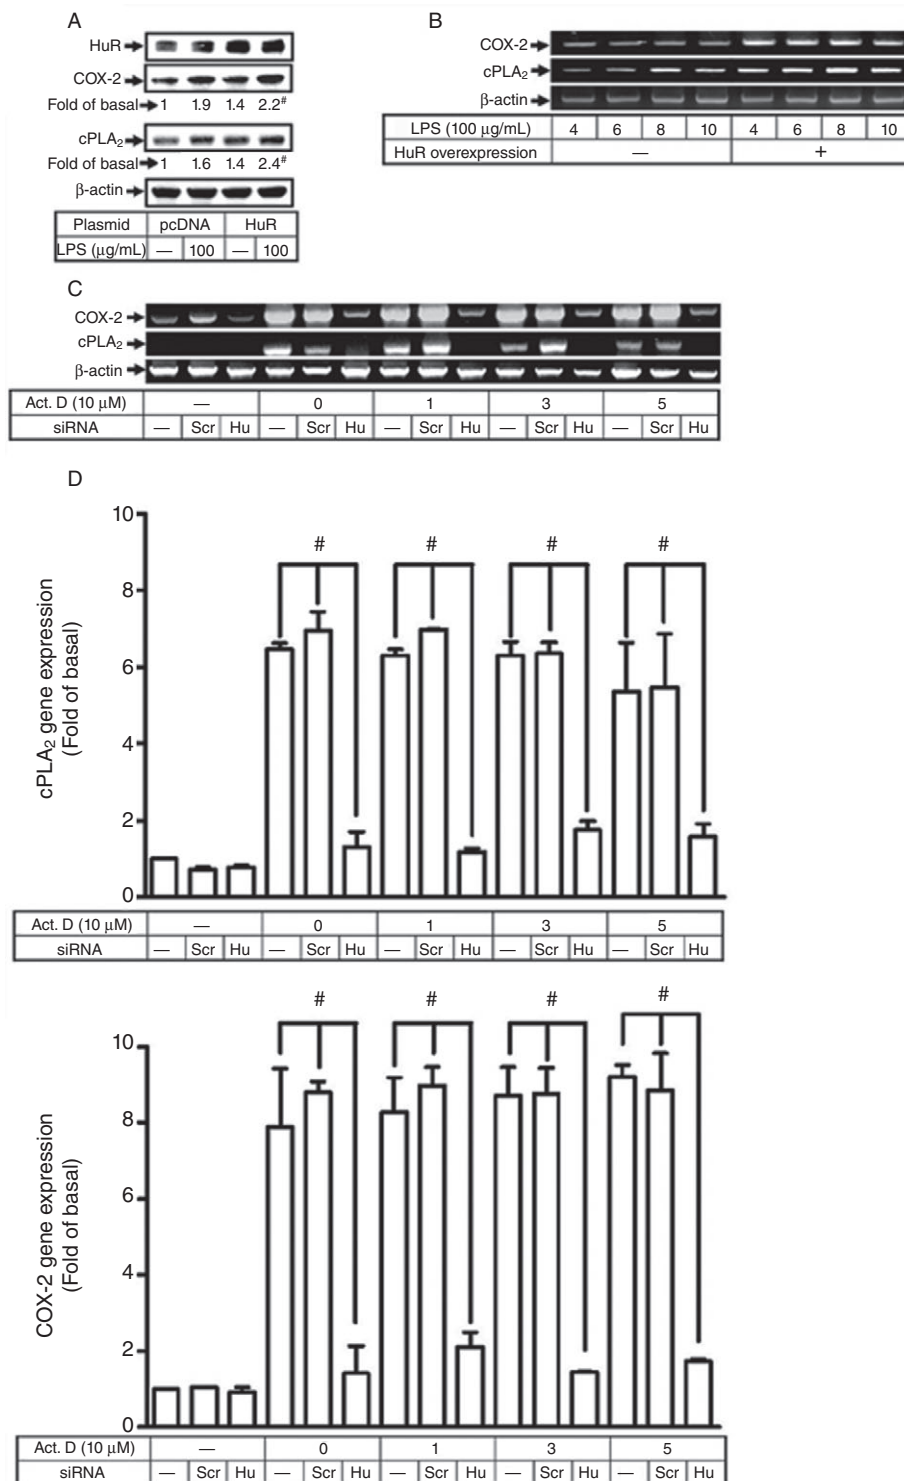 A
HuR
COX-2
Fold of basal 1 1.9 1.4 2.2#
cPLA2
Fold of basal 1 1.6 1.4 2.4#
β-actin
Plasmid pcDNA HuR
LPS (μg/mL) — 100 — 100
B
COX-2
cPLA2
β-actin
LPS (100 μg/mL) 4 6 8 10 4 6 8 10
HuR overexpression — +
C
COX-2
cPLA2
β-actin
Act. D (10 μM) — 0 1 3 5
siRNA — Scr Hu — Scr Hu — Scr Hu — Scr Hu — Scr Hu
D
cPLA2 gene expression
(Fold of basal)
10
8
6
4
2
0
# # # #
Act. D (10 μM) — 0 1 3 5
siRNA — Scr Hu — Scr Hu — Scr Hu — Scr Hu — Scr Hu
COX-2 gene expression
(Fold of basal)
10
8
6
4
2
0
# # # #
Act. D (10 μM) — 0 1 3 5
siRNA — Scr Hu — Scr Hu — Scr Hu — Scr Hu — Scr Hu